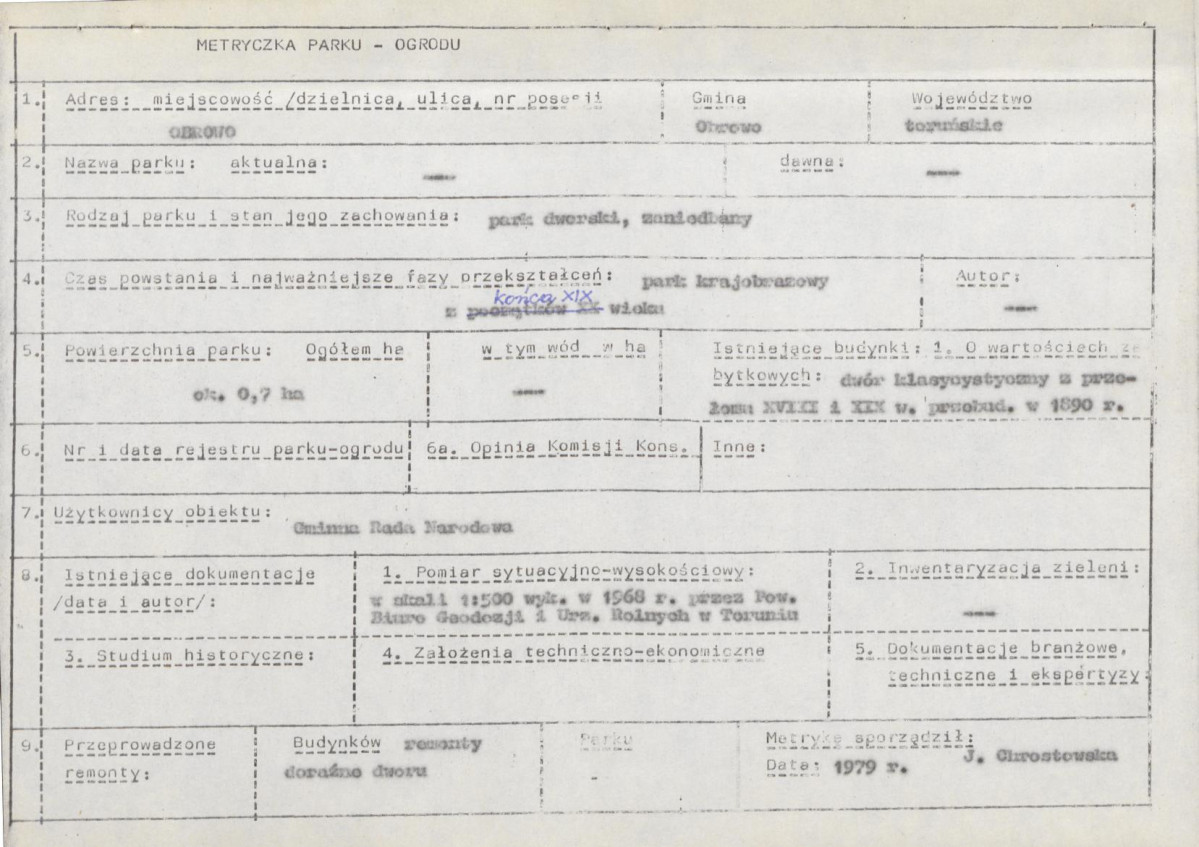 METRYCZKA PARKU - OGRODU
1. Adres: miejscowość /dzielnica, ulica, nr posesji
OBROWO
Gmina
Obrowo
Województwo
toruńskie
2. Nazwa parku: aktualna: —
dawna: —
3. Rodzaj parku i stan jego zachowania: park dworski, zaniedbany
4. Czas powstania i najważniejsze fazy przekształceń: park krajobrazowy
końca XIX
z początków XX wieku
Autor:
—
5. Powierzchnia parku: Ogółem ha
ok. 0,7 ha
w tym wód w ha
—
Istniejące budynki: 1. O wartościach za
bytkowych: dwór klasycystyczny z prze-
łomu XVIII i XIX w. przebud. w 1890 r.
6. Nr i data rejestru parku-ogrodu
6a. Opinia Komisji Kons.
Inne:
7. Użytkownicy obiektu:
Gminna Rada Narodowa
8. Istniejące dokumentacje
/data i autor/:
1. Pomiar sytuacyjno-wysokościowy:
w skali 1:500 wyk. w 1968 r. przez Pow.
Biuro Geodezji i Urz. Rolnych w Toruniu
2. Inwentaryzacja zieleni:
—
3. Studium historyczne:
4. Założenia techniczno-ekonomiczne
5. Dokumentacje branżowe,
techniczne i ekspertyzy:
9. Przeprowadzone
remonty:
Budynków remonty
doraźne dworu
Parku
-
Metrykę sporządził:
J. Chrostowska
Data: 1979 r.